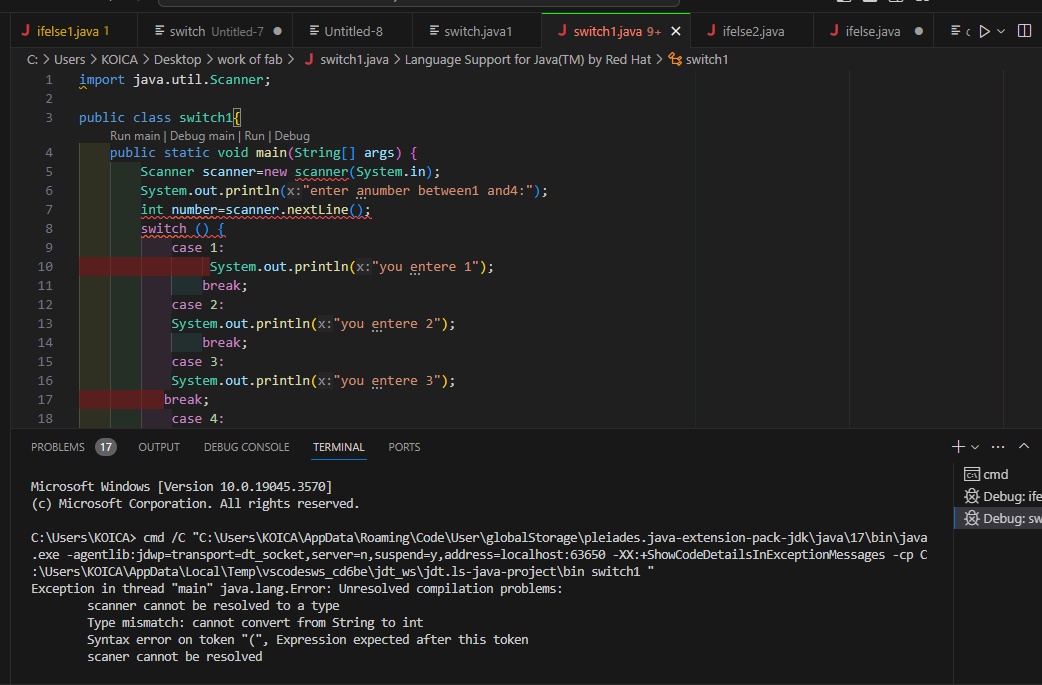 ifelse1.java 1
switch Untitled-7
Untitled-8
switch.java1
switch1.java 9+
ifelse2.java
ifelse.java
C: > Users > KOICA > Desktop > work of fab > switch1.java > Language Support for Java(TM) by Red Hat > switch1
1 import java.util.Scanner;
2
3 public class switch1{
Run main | Debug main | Run | Debug
4 public static void main(String[] args) {
5 Scanner scanner=new scanner(System.in);
6 System.out.println(x:"enter anumber between1 and4:");
7 int number=scanner.nextLine();
8 switch () {
9 case 1:
10 System.out.println(x:"you entere 1");
11 break;
12 case 2:
13 System.out.println(x:"you entere 2");
14 break;
15 case 3:
16 System.out.println(x:"you entere 3");
17 break;
18 case 4:
PROBLEMS 17 OUTPUT DEBUG CONSOLE TERMINAL PORTS
Microsoft Windows [Version 10.0.19045.3570]
(c) Microsoft Corporation. All rights reserved.
C:\Users\KOICA> cmd /C "C:\Users\KOICA\AppData\Roaming\Code\User\globalStorage\pleiades.java-extension-pack-jdk\java\17\bin\java
.exe -agentlib:jdwp=transport=dt_socket,server=n,suspend=y,address=localhost:63650 -XX:+ShowCodeDetailsInExceptionMessages -cp C
:\Users\KOICA\AppData\Local\Temp\vscodesws_cd6be\jdt_ws\jdt.ls-java-project\bin switch1 "
Exception in thread "main" java.lang.Error: Unresolved compilation problems:
scanner cannot be resolved to a type
Type mismatch: cannot convert from String to int
Syntax error on token "(", Expression expected after this token
scaner cannot be resolved
cmd
Debug: ife
Debug: sw